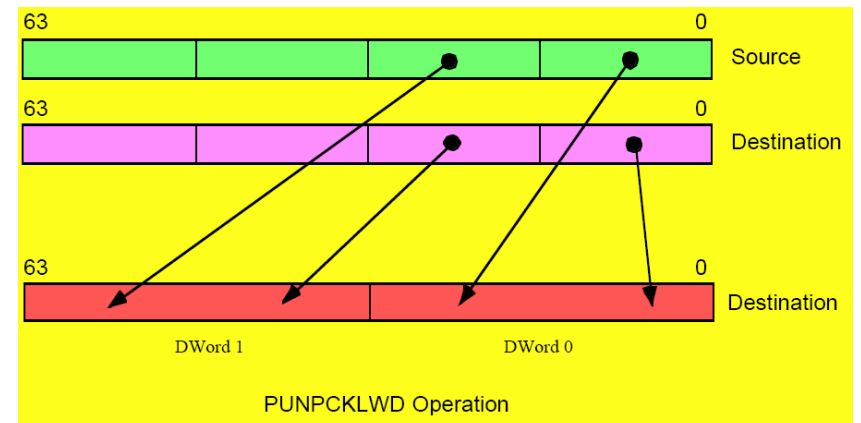 63 0
Source
63 0
Destination
63 0
Destination
DWord 1 DWord 0
PUNPCKLWD Operation